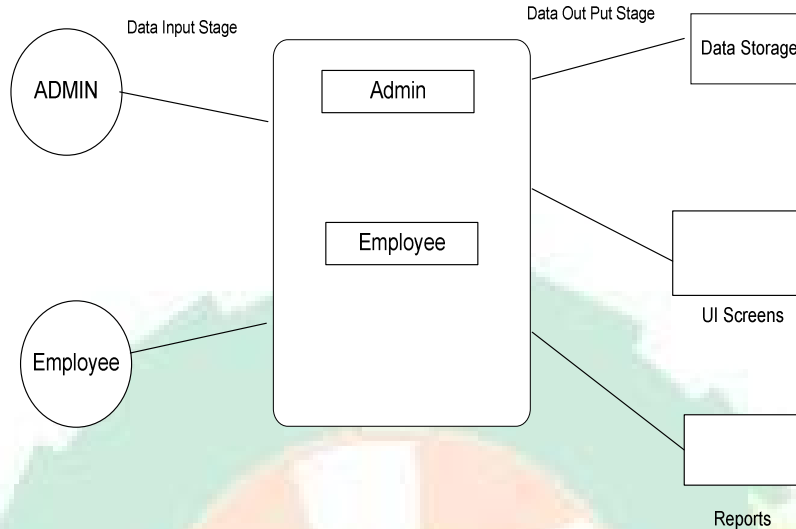 Data Input Stage
Data Out Put Stage
ADMIN
Admin
Data Storage
Employee
UI Screens
Employee
Reports